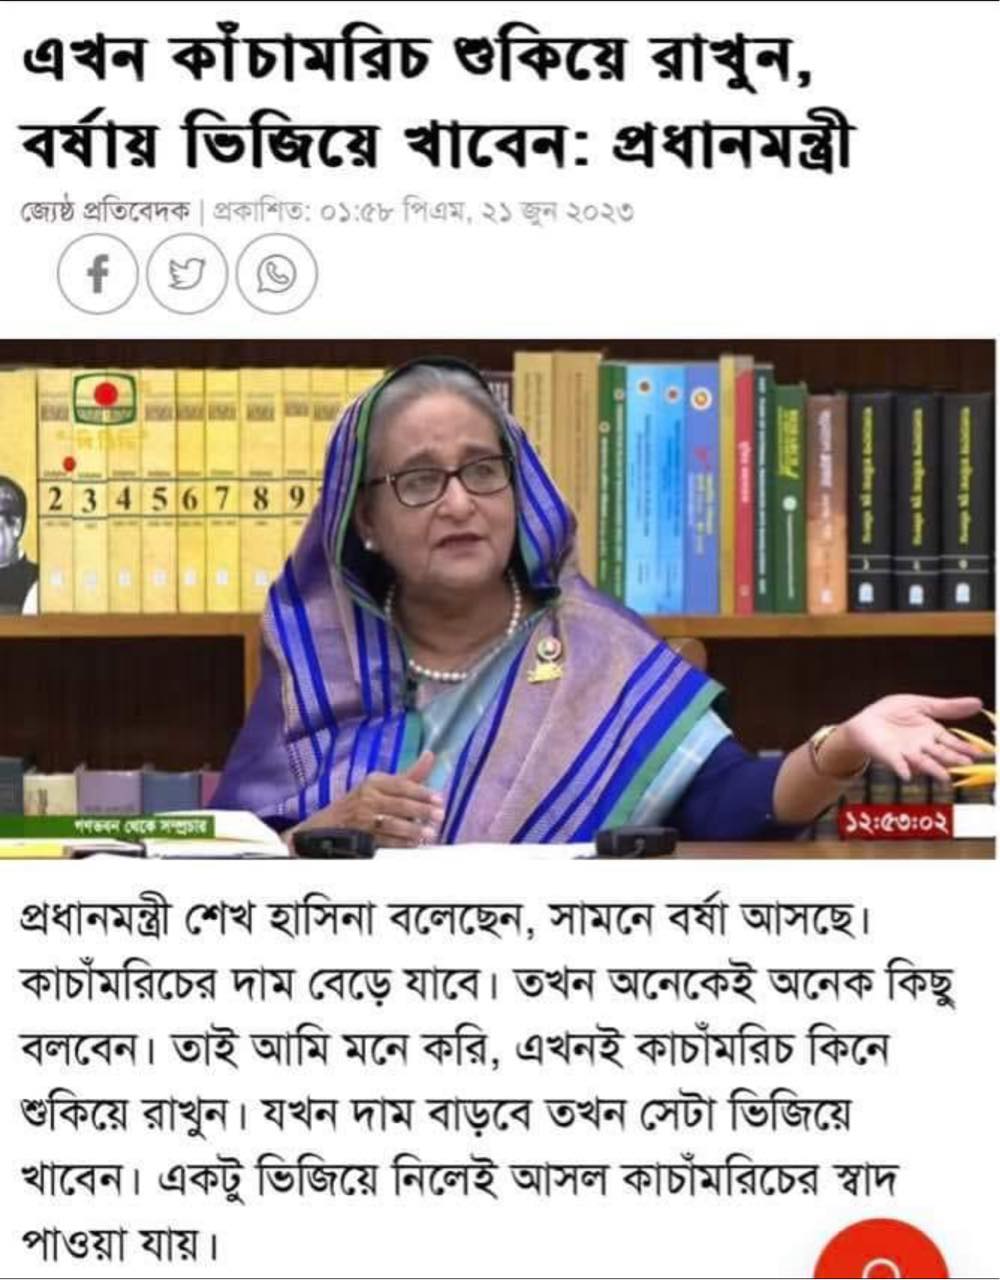 এখন কাঁচামরিচ শুকিয়ে রাখুন,
বর্ষায় ভিজিয়ে খাবেন: প্রধানমন্ত্রী
জ্যেষ্ঠ প্রতিবেদক | প্রকাশিত: ০১:৫৮ পিএম, ২১ জুন ২০২৩
2 3 4 5 6 7 8 9
গণভবন থেকে সম্প্রচার
১২:৫৩:০২
প্রধানমন্ত্রী শেখ হাসিনা বলেছেন, সামনে বর্ষা আসছে।
কাচাঁমরিচের দাম বেড়ে যাবে। তখন অনেকেই অনেক কিছু
বলবেন। তাই আমি মনে করি, এখনই কাচাঁমরিচ কিনে
শুকিয়ে রাখুন। যখন দাম বাড়বে তখন সেটা ভিজিয়ে
খাবেন। একটু ভিজিয়ে নিলেই আসল কাচাঁমরিচের স্বাদ
পাওয়া যায়।